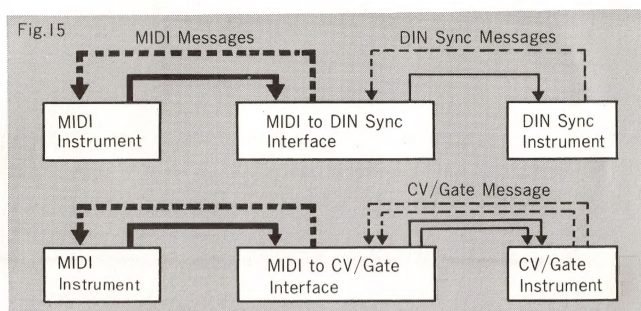 Fig.15
MIDI Messages
DIN Sync Messages
MIDI
Instrument
MIDI to DIN Sync
Interface
DIN Sync
Instrument
CV/Gate Message
MIDI
Instrument
MIDI to CV/Gate
Interface
CV/Gate
Instrument